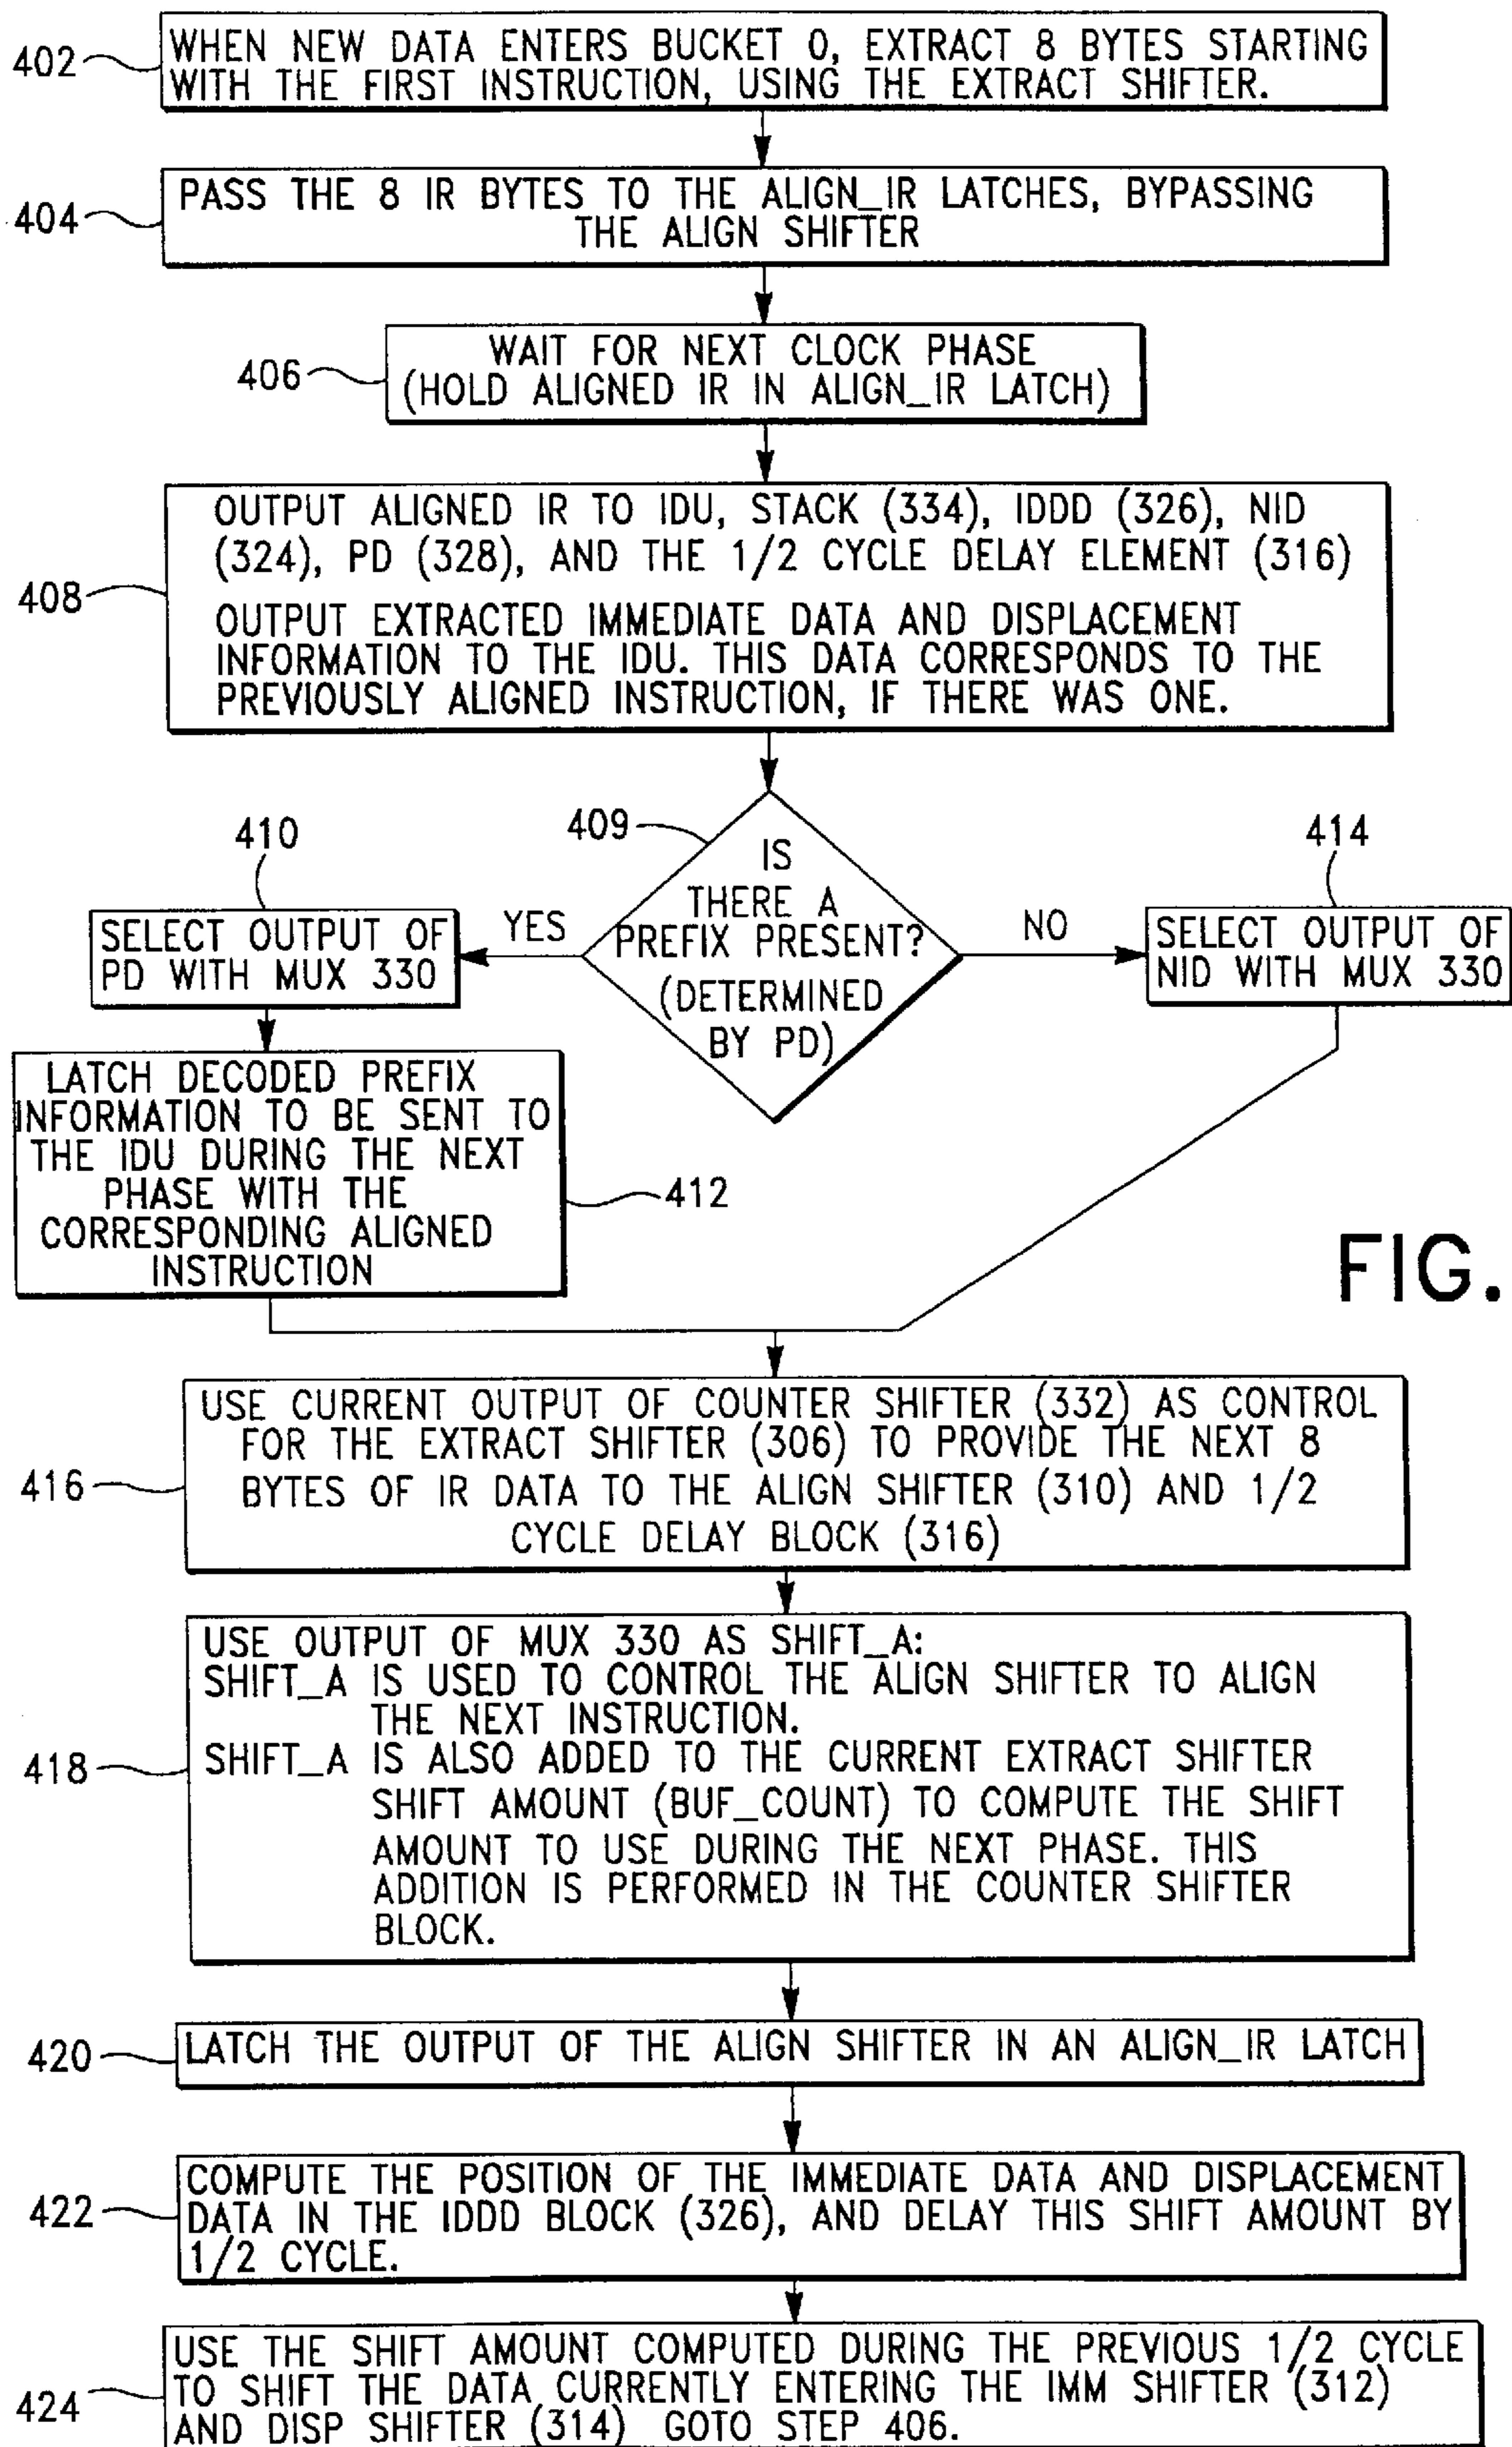 402
WHEN NEW DATA ENTERS BUCKET 0, EXTRACT 8 BYTES STARTING
WITH THE FIRST INSTRUCTION, USING THE EXTRACT SHIFTER.
404
PASS THE 8 IR BYTES TO THE ALIGN_IR LATCHES, BYPASSING
THE ALIGN SHIFTER
406
WAIT FOR NEXT CLOCK PHASE
(HOLD ALIGNED IR IN ALIGN_IR LATCH)
408
OUTPUT ALIGNED IR TO IDU, STACK (334), IDDD (326), NID
(324), PD (328), AND THE 1/2 CYCLE DELAY ELEMENT (316)
OUTPUT EXTRACTED IMMEDIATE DATA AND DISPLACEMENT
INFORMATION TO THE IDU. THIS DATA CORRESPONDS TO THE
PREVIOUSLY ALIGNED INSTRUCTION, IF THERE WAS ONE.
409
IS
THERE A
PREFIX PRESENT?
(DETERMINED
BY PD)
YES
NO
410
SELECT OUTPUT OF
PD WITH MUX 330
414
SELECT OUTPUT OF
NID WITH MUX 330
LATCH DECODED PREFIX
INFORMATION TO BE SENT TO
THE IDU DURING THE NEXT
PHASE WITH THE
CORRESPONDING ALIGNED
INSTRUCTION
412
FIG.
416
USE CURRENT OUTPUT OF COUNTER SHIFTER (332) AS CONTROL
FOR THE EXTRACT SHIFTER (306) TO PROVIDE THE NEXT 8
BYTES OF IR DATA TO THE ALIGN SHIFTER (310) AND 1/2
CYCLE DELAY BLOCK (316)
418
USE OUTPUT OF MUX 330 AS SHIFT_A:
SHIFT_A IS USED TO CONTROL THE ALIGN SHIFTER TO ALIGN
THE NEXT INSTRUCTION.
SHIFT_A IS ALSO ADDED TO THE CURRENT EXTRACT SHIFTER
SHIFT AMOUNT (BUF_COUNT) TO COMPUTE THE SHIFT
AMOUNT TO USE DURING THE NEXT PHASE. THIS
ADDITION IS PERFORMED IN THE COUNTER SHIFTER
BLOCK.
420
LATCH THE OUTPUT OF THE ALIGN SHIFTER IN AN ALIGN_IR LATCH
422
COMPUTE THE POSITION OF THE IMMEDIATE DATA AND DISPLACEMENT
DATA IN THE IDDD BLOCK (326), AND DELAY THIS SHIFT AMOUNT BY
1/2 CYCLE.
424
USE THE SHIFT AMOUNT COMPUTED DURING THE PREVIOUS 1/2 CYCLE
TO SHIFT THE DATA CURRENTLY ENTERING THE IMM SHIFTER (312)
AND DISP SHIFTER (314) GOTO STEP 406.